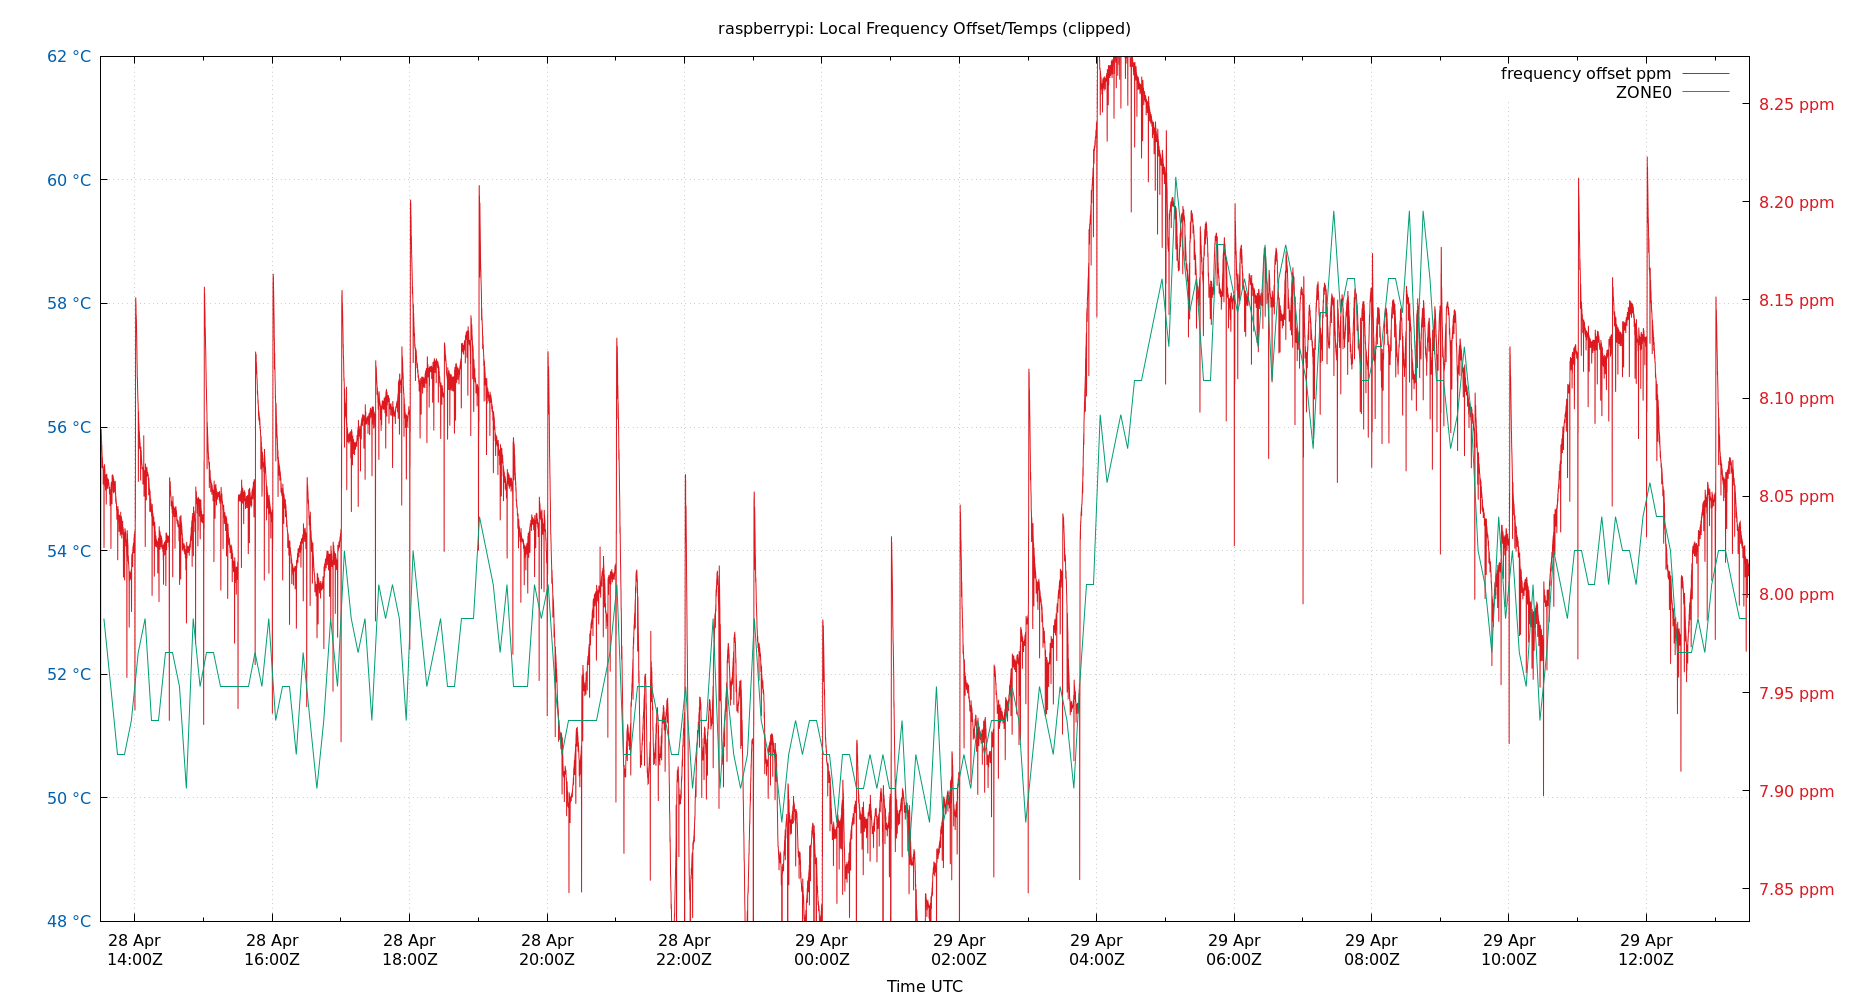 raspberrypi: Local Frequency Offset/Temps (clipped)
frequency offset ppm
ZONE0
62 °C
60 °C
58 °C
56 °C
54 °C
52 °C
50 °C
48 °C
8.25 ppm
8.20 ppm
8.15 ppm
8.10 ppm
8.05 ppm
8.00 ppm
7.95 ppm
7.90 ppm
7.85 ppm
28 Apr
14:00Z
28 Apr
16:00Z
28 Apr
18:00Z
28 Apr
20:00Z
28 Apr
22:00Z
29 Apr
00:00Z
29 Apr
02:00Z
29 Apr
04:00Z
29 Apr
06:00Z
29 Apr
08:00Z
29 Apr
10:00Z
29 Apr
12:00Z
Time UTC